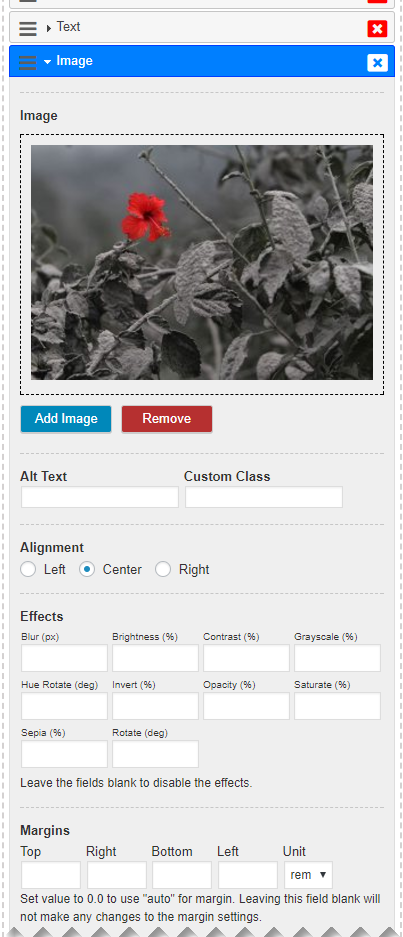 Text
Image
Image
Add Image Remove
Alt Text Custom Class
Alignment
Left Center Right
Effects
Blur (px) Brightness (%) Contrast (%) Grayscale (%)
Hue Rotate (deg) Invert (%) Opacity (%) Saturate (%)
Sepia (%) Rotate (deg)
Leave the fields blank to disable the effects.
Margins
Top Right Bottom Left Unit
rem
Set value to 0.0 to use "auto" for margin. Leaving this field blank will
not make any changes to the margin settings.